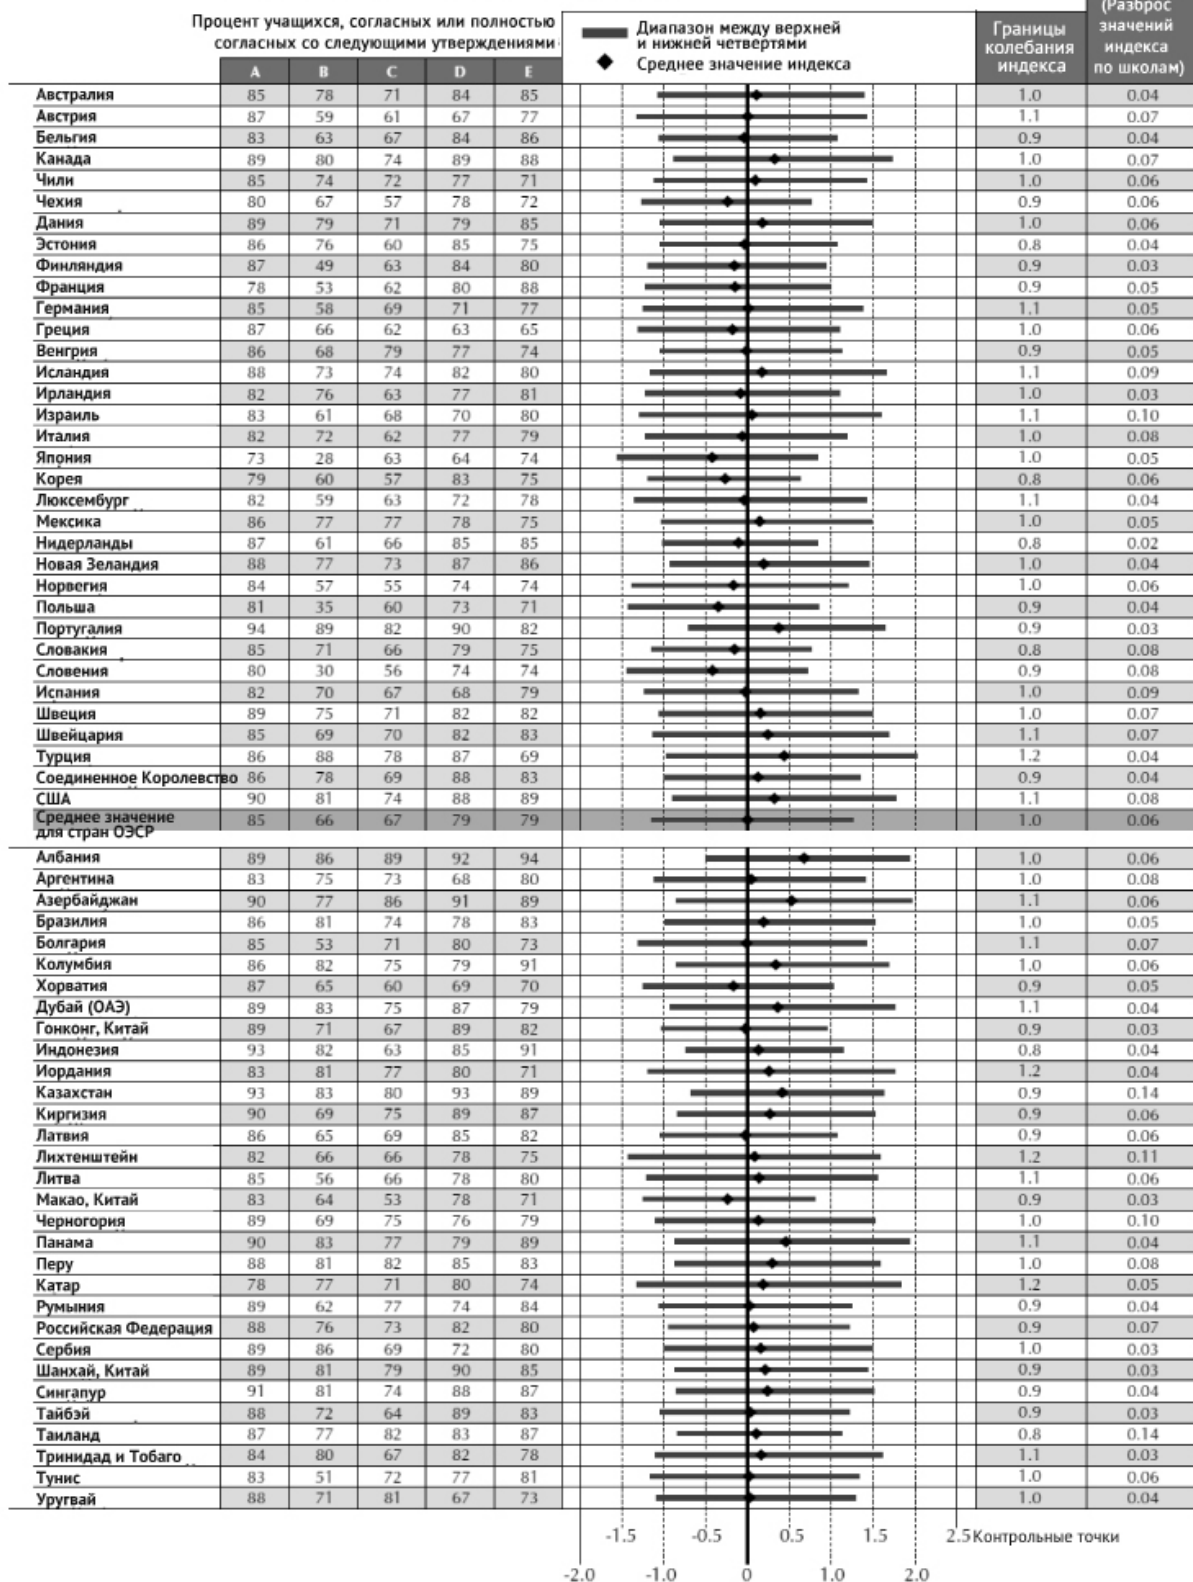 Процент учащихся, согласных или полностью
согласных со следующими утверждениями
Диапазон между верхней
и нижней четвертями
Среднее значение индекса
Границы
колебания
индекса
(Разброс
значений
индекса
по школам)
A B C D E
Австралия 85 78 71 84 85 1.0 0.04
Австрия 87 59 61 67 77 1.1 0.07
Бельгия 83 63 67 84 86 0.9 0.04
Канада 89 80 74 89 88 1.0 0.07
Чили 85 74 72 77 71 1.0 0.06
Чехия 80 67 57 78 72 0.9 0.06
Дания 89 79 71 79 85 1.0 0.06
Эстония 86 76 60 85 75 0.8 0.04
Финляндия 87 49 63 84 80 0.9 0.03
Франция 78 53 62 80 88 0.9 0.05
Германия 85 58 69 71 77 1.1 0.05
Греция 87 66 62 63 65 1.0 0.06
Венгрия 86 68 79 77 74 0.9 0.05
Исландия 88 73 74 82 80 1.1 0.09
Ирландия 82 76 63 77 81 1.0 0.03
Израиль 83 61 68 70 80 1.1 0.10
Италия 82 72 62 77 79 1.0 0.08
Япония 73 28 63 64 74 1.0 0.05
Корея 79 60 57 83 75 0.8 0.06
Люксембург 82 59 63 72 78 1.1 0.04
Мексика 86 77 77 78 75 1.0 0.05
Нидерланды 87 61 66 85 85 0.8 0.02
Новая Зеландия 88 77 73 87 86 1.0 0.04
Норвегия 84 57 55 74 74 1.0 0.06
Польша 81 35 60 73 71 0.9 0.04
Португалия 94 89 82 90 82 0.9 0.03
Словакия 85 71 66 79 75 0.8 0.08
Словения 80 30 56 74 74 0.9 0.08
Испания 82 70 67 68 79 1.0 0.09
Швеция 89 75 71 82 82 1.0 0.07
Швейцария 85 69 70 82 83 1.1 0.07
Турция 86 88 78 87 69 1.2 0.04
Соединенное Королевство 86 78 69 88 83 0.9 0.04
США 90 81 74 88 89 1.1 0.08
Среднее значение
для стран ОЭСР 85 66 67 79 79 1.0 0.06
Албания 89 86 89 92 94 1.0 0.06
Аргентина 83 75 73 68 80 1.0 0.08
Азербайджан 90 77 86 91 89 1.1 0.06
Бразилия 86 81 74 78 83 1.0 0.05
Болгария 85 53 71 80 73 1.1 0.07
Колумбия 86 82 75 79 91 1.0 0.06
Хорватия 87 65 60 69 70 0.9 0.05
Дубай (ОАЭ) 89 83 75 87 79 1.1 0.04
Гонконг, Китай 89 71 67 89 82 0.9 0.03
Индонезия 93 82 63 85 91 0.8 0.04
Иордания 83 81 77 80 71 1.2 0.04
Казахстан 93 83 80 93 89 0.9 0.14
Киргизия 90 69 75 89 87 0.9 0.06
Латвия 86 65 69 85 82 0.9 0.06
Лихтенштейн 82 66 66 78 75 1.2 0.11
Литва 85 56 66 78 80 1.1 0.06
Макао, Китай 83 64 53 78 71 0.9 0.03
Черногория 89 69 75 76 79 1.0 0.10
Панама 90 83 77 79 89 1.1 0.04
Перу 88 81 82 85 83 1.0 0.08
Катар 78 77 71 80 74 1.2 0.05
Румыния 89 62 77 74 84 0.9 0.04
Российская Федерация 88 76 73 82 80 0.9 0.07
Сербия 89 86 69 72 80 1.0 0.03
Шанхай, Китай 89 81 79 90 85 0.9 0.03
Сингапур 91 81 74 88 87 0.9 0.04
Тайбэй 88 72 64 89 83 0.9 0.03
Таиланд 87 77 82 83 87 0.8 0.14
Тринидад и Тобаго 84 80 67 82 78 1.1 0.03
Тунис 83 51 72 77 81 1.0 0.06
Уругвай 88 71 81 67 73 1.0 0.04
-1.5 -0.5 0.5 1.5 2.5 Контрольные точки
-2.0 -1.0 0 1.0 2.0